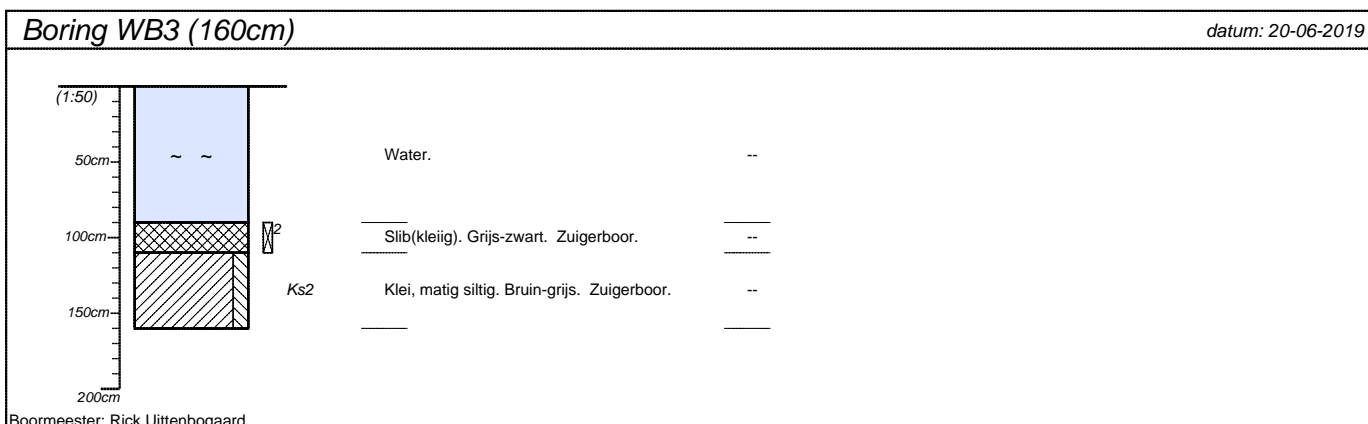 Boring WB3 (160cm) datum: 20-06-2019
(1:50)
50cm ~ ~ Water. --
100cm 2 Slib(kleiig). Grijs-zwart. Zuigerboor. --
Ks2 Klei, matig siltig. Bruin-grijs. Zuigerboor. --
150cm
200cm
Boormeester: Rick Uittenbogaard